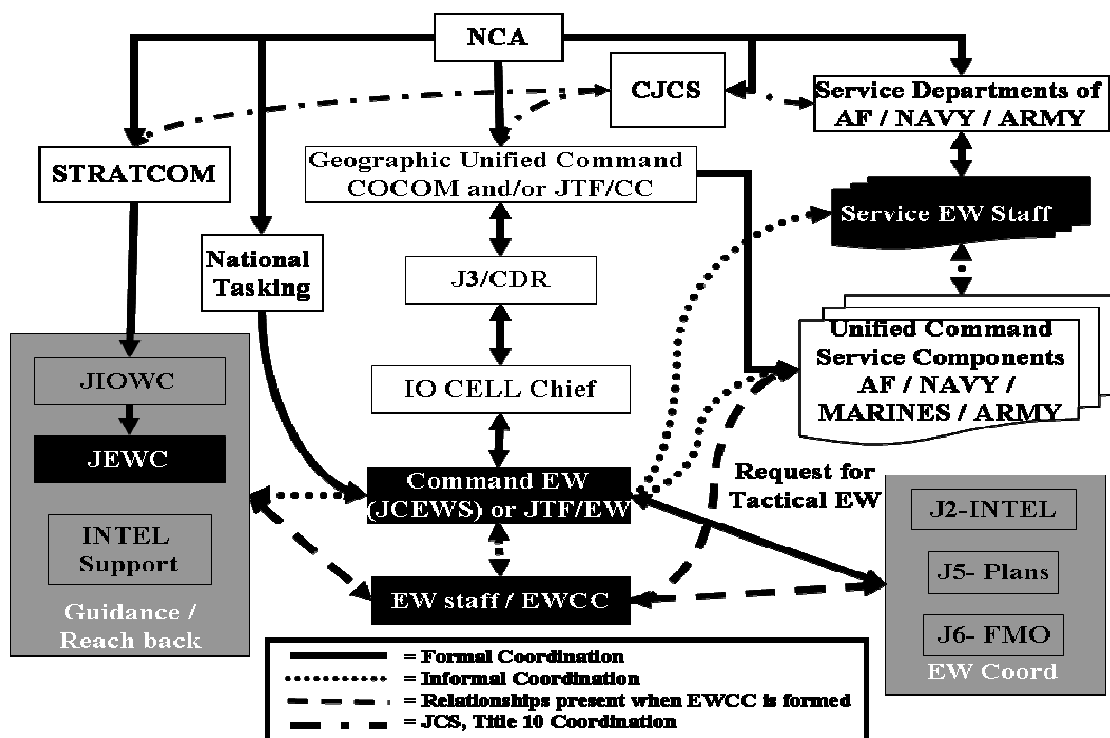 NCA
CJCS
Service Departments of
AF / NAVY / ARMY
STRATCOM
Geographic Unified Command
COCOM and/or JTF/CC
Service EW Staff
National
Tasking
J3/CDR
Unified Command
Service Components
AF / NAVY /
MARINES / ARMY
JIOWC
IO CELL Chief
JEWC
Command EW
(JCEWS) or JTF/EW
Request for
Tactical EW
INTEL
Support
J2-INTEL
J5- Plans
EW staff / EWCC
Guidance /
Reach back
J6- FMO
EW Coord
= Formal Coordination
= Informal Coordination
= Relationships present when EWCC is formed
= JCS, Title 10 Coordination